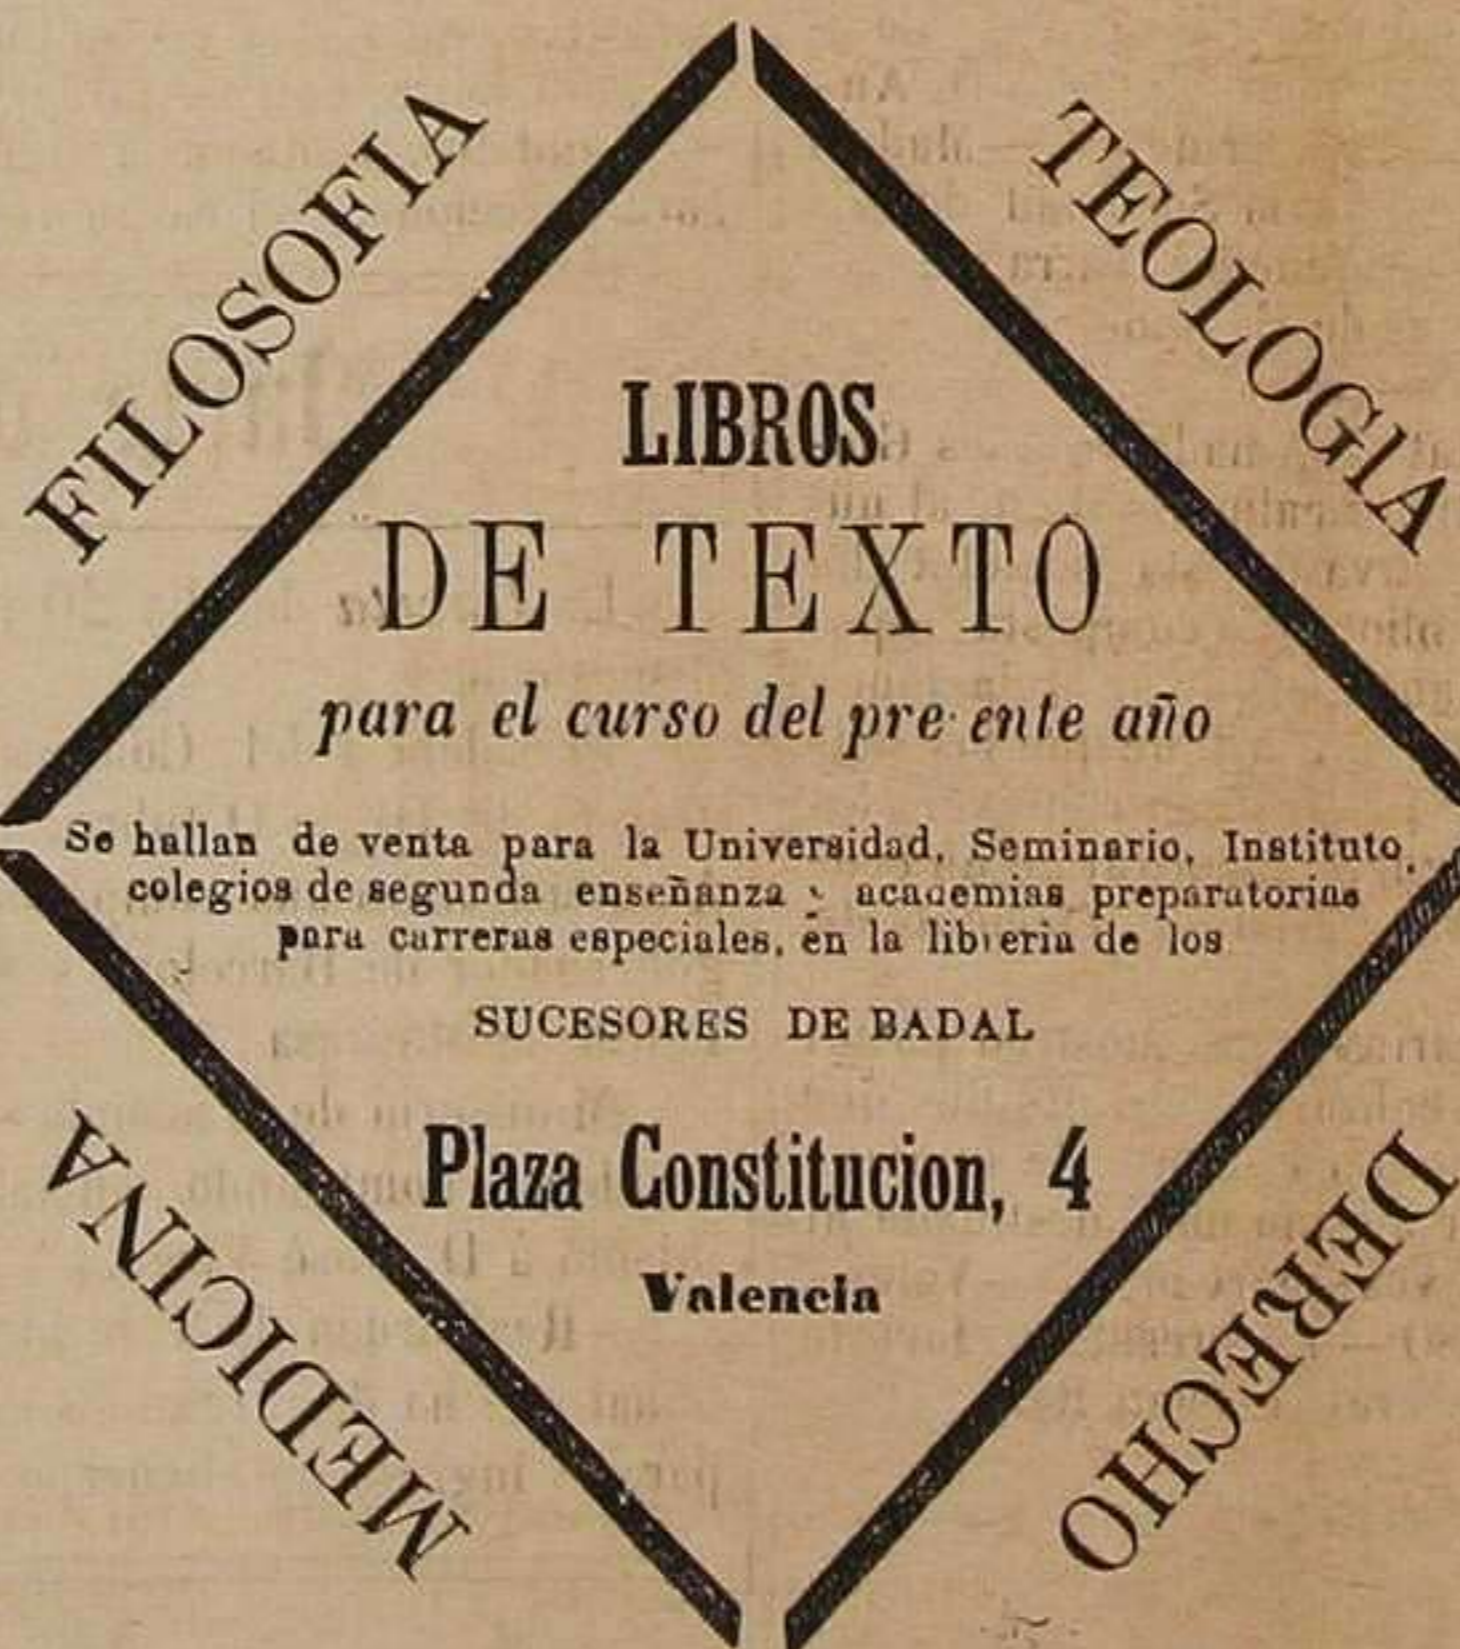 FILOSOFIA
TEOLOGIA
LIBROS
DE TEXTO
para el curso del pre ente año
Se hallan de venta para la Universidad, Seminario, Instituto,
colegios de segunda enseñanza y academias preparatorias
para carreras especiales, en la libreria de los
SUCESORES DE BADAL
Plaza Constitucion, 4
Valencia
MEDICINA
DERECHO